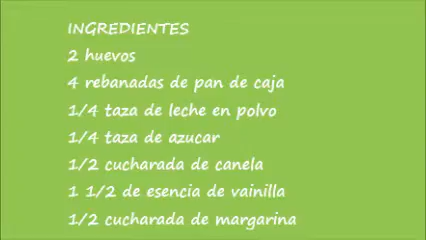 INGREDIENTES
2 huevos
4 rebanadas de pan de caja
1/4 taza de leche en polvo
1/4 taza de azucar
1/2 cucharada de canela
1 1/2 de esencia de vainilla
1/2 cucharada de margarina